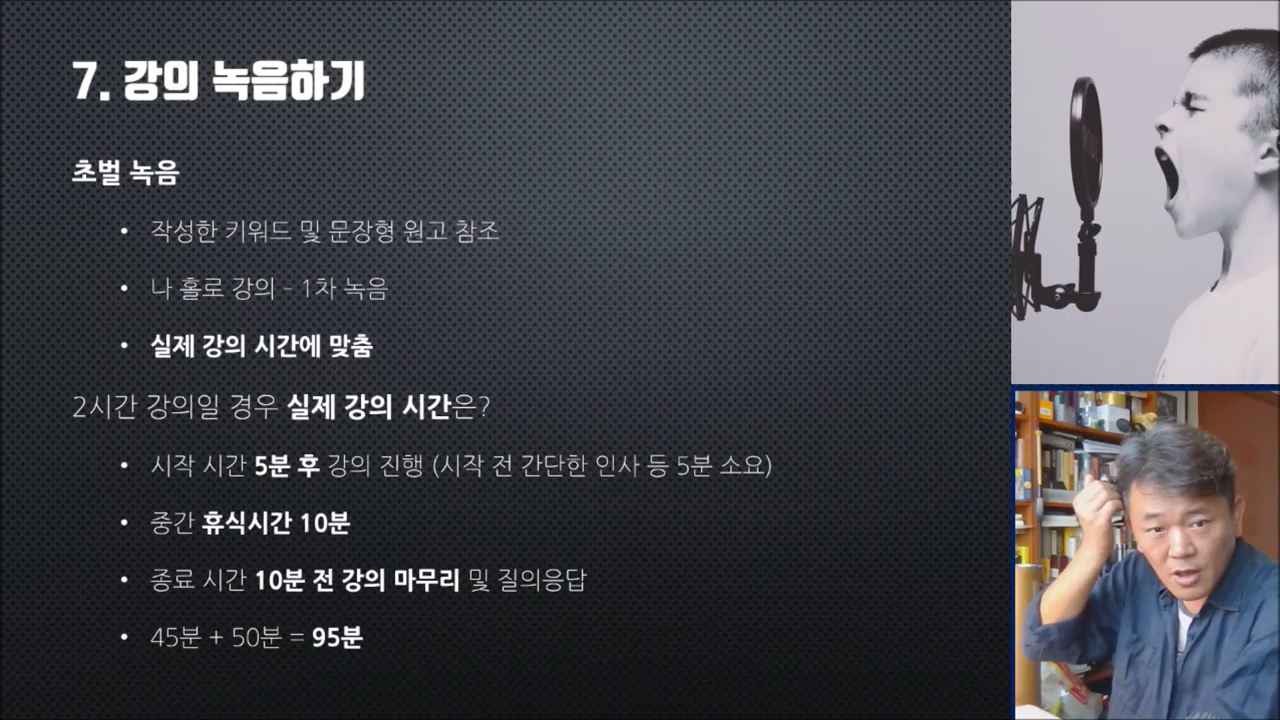 7. 강의 녹음하기
초벌 녹음
• 작성한 키워드 및 문장형 원고 참조
• 나 홀로 강의 - 1차 녹음
• 실제 강의 시간에 맞춤
2시간 강의일 경우 실제 강의 시간은?
• 시작 시간 5분 후 강의 진행 (시작 전 간단한 인사 등 5분 소요)
• 중간 휴식시간 10분
• 종료 시간 10분 전 강의 마무리 및 질의응답
• 45분 + 50분 = 95분